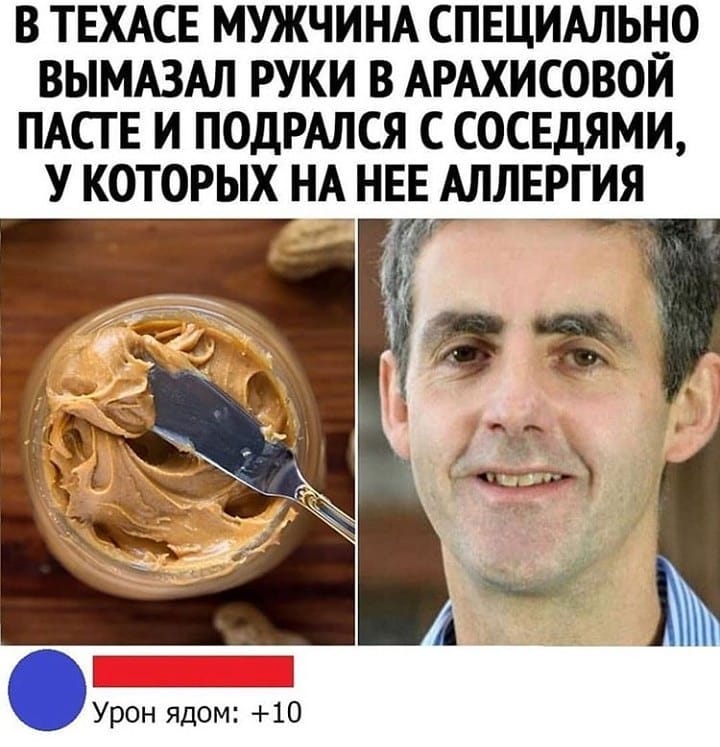 В ТЕХАСЕ МУЖЧИНА СПЕЦИАЛЬНО
ВЫМАЗАЛ РУКИ В АРАХИСОВОЙ
ПАСТЕ И ПОДРАЛСЯ С СОСЕДЯМИ,
У КОТОРЫХ НА НЕЕ АЛЛЕРГИЯ
Урон ядом: +10